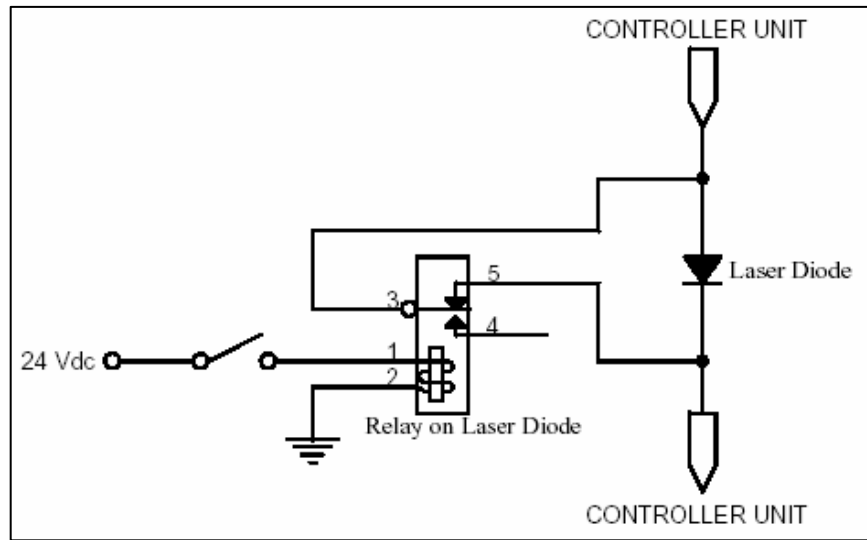 CONTROLLER UNIT
Laser Diode
5
3
4
24 Vdc
1
2
Relay on Laser Diode
CONTROLLER UNIT